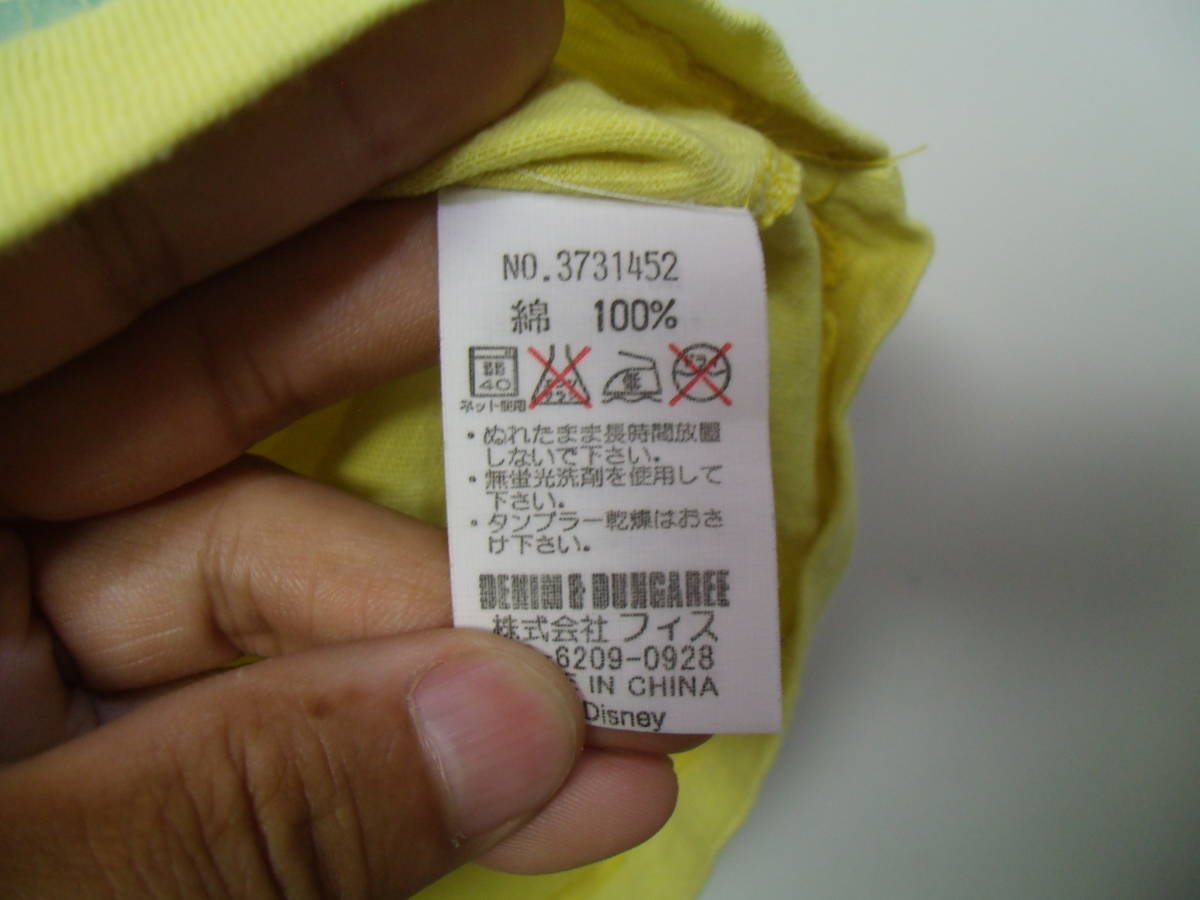 NO.3731452
綿 100%
40
ネット使用
低
・ぬれたまま長時間放置
しないで下さい。
・無蛍光洗剤を使用して
下さい。
・タンブラー乾燥はおさ
け下さい。
DENIM & DUNGAREE
株式会社 フィス
-6209-0928
IN CHINA
Disney